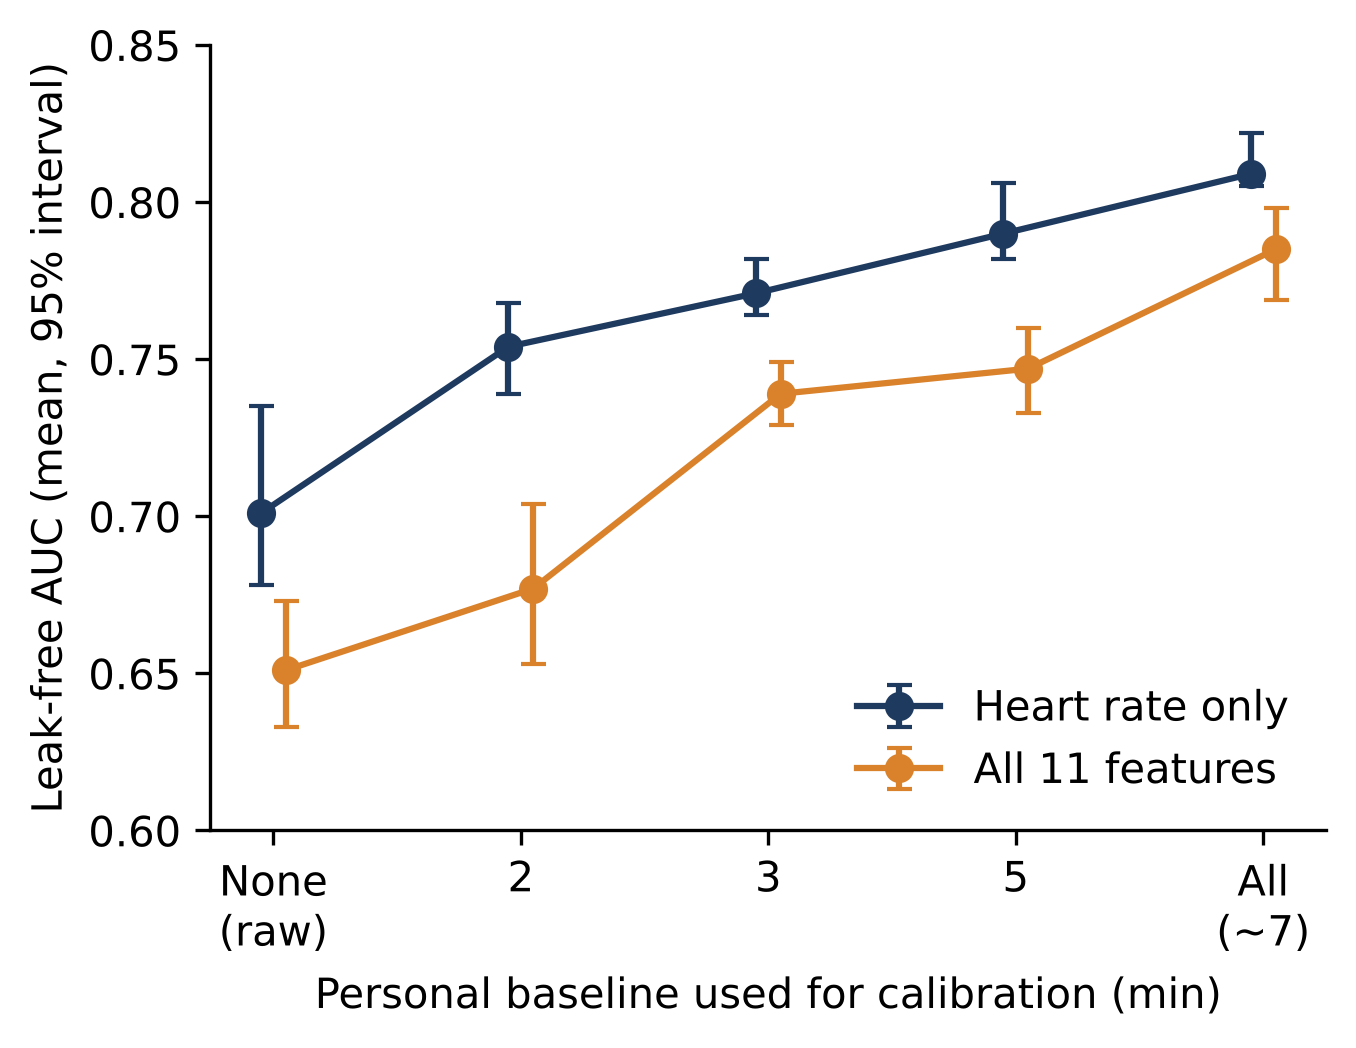 Leak-free AUC (mean, 95% interval)
0.85
0.80
0.75
0.70
0.65
0.60
Heart rate only
All 11 features
None
(raw)
2
3
5
All
(~7)
Personal baseline used for calibration (min)